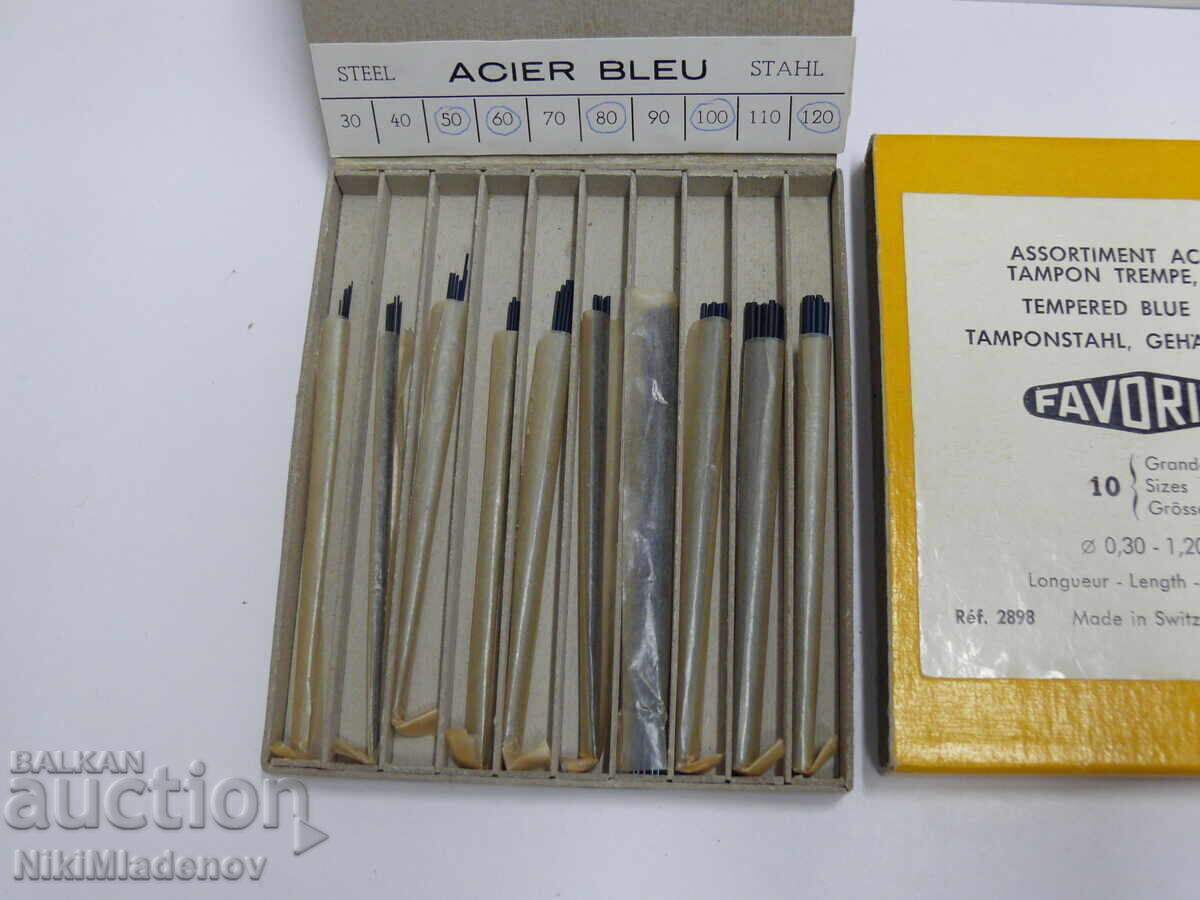 STEEL ACIER BLEU STAHL
30 40 50 60 70 80 90 100 110 120
ASSORTIMENT AC
TAMPON TREMPE,
TEMPERED BLUE
TAMPONSTAHL, GEHÄ
FAVORI
10 Grand
Sizes
Gröss
Ø 0,30 - 1,20
Longueur - Length -
Réf. 2898 Made in Switz
BALKAN
auction
NikiMladenov